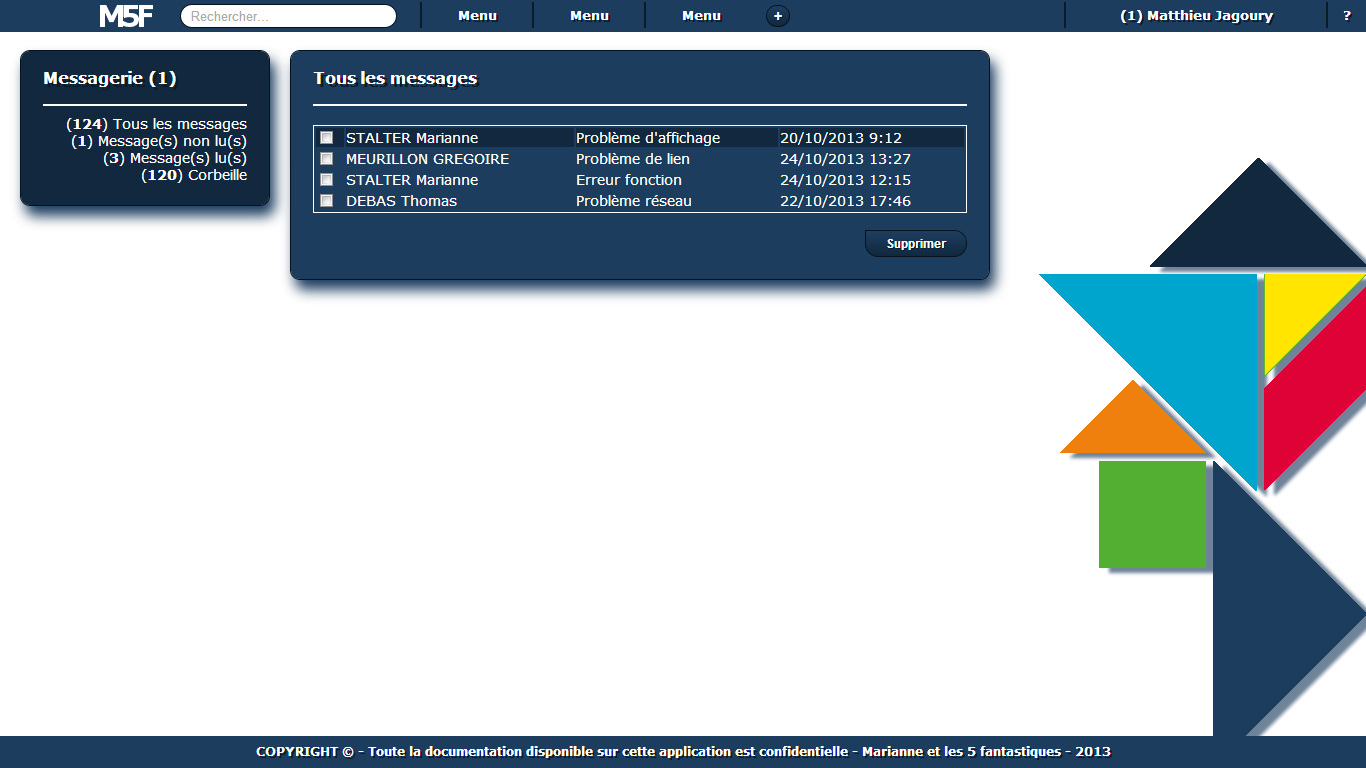 M5F Rechercher... Menu Menu Menu + (1) Matthieu Jagoury ?
Messagerie (1)
(124) Tous les messages
(1) Message(s) non lu(s)
(3) Message(s) lu(s)
(120) Corbeille
Tous les messages
STALTER Marianne Problème d'affichage 20/10/2013 9:12
MEURILLON GREGOIRE Problème de lien 24/10/2013 13:27
STALTER Marianne Erreur fonction 24/10/2013 12:15
DEBAS Thomas Problème réseau 22/10/2013 17:46
Supprimer
COPYRIGHT © - Toute la documentation disponible sur cette application est confidentielle - Marianne et les 5 fantastiques - 2013